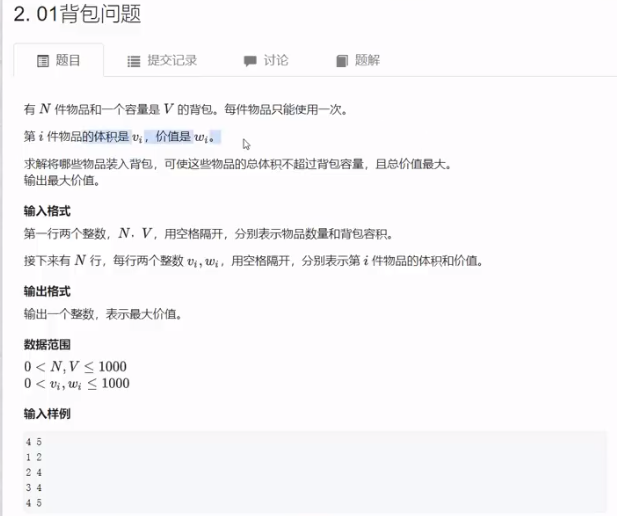 2. 01背包问题
题目 提交记录 讨论 题解
有 N 件物品和一个容量是 V 的背包。每件物品只能使用一次。
第 i 件物品的体积是 vᵢ，价值是 wᵢ。
求解将哪些物品装入背包，可使这些物品的总体积不超过背包容量，且总价值最大。
输出最大价值。
输入格式
第一行两个整数，N，V，用空格隔开，分别表示物品数量和背包容积。
接下来有 N 行，每行两个整数 vᵢ, wᵢ，用空格隔开，分别表示第 i 件物品的体积和价值。
输出格式
输出一个整数，表示最大价值。
数据范围
0 < N, V ≤ 1000
0 < vᵢ, wᵢ ≤ 1000
输入样例
4 5
1 2
2 4
3 4
4 5